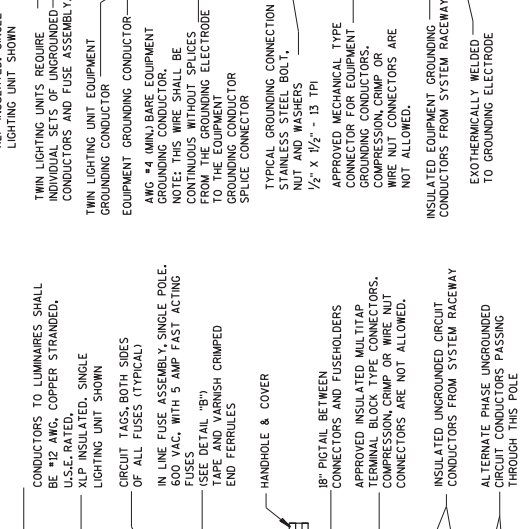 XLP INSULATED, SINGLE
LIGHTING UNIT SHOWN
TWIN LIGHTING UNITS REQUIRE
INDIVIDUAL SETS OF UNGROUNDED
CONDUCTORS AND FUSE ASSEMBLY.
TWIN LIGHTING UNIT EQUIPMENT
GROUNDING CONDUCTOR
EQUIPMENT GROUNDING CONDUCTOR
AWG #4 (MIN.) BARE EQUIPMENT
GROUNDING CONDUCTOR.
NOTE: THIS WIRE SHALL BE
CONTINUOUS WITHOUT SPLICES
FROM THE GROUNDING ELECTRODE
TO THE EQUIPMENT
GROUNDING CONDUCTOR
SPLICE CONNECTOR
TYPICAL GROUNDING CONNECTION
STAINLESS STEEL BOLT,
NUT AND WASHERS
1/2" X 1 1/2" - 13 TPI
APPROVED MECHANICAL TYPE
CONNECTOR FOR EQUIPMENT
GROUNDING CONDUCTORS.
COMPRESSION, CRIMP OR
WIRE NUT CONNECTORS ARE
NOT ALLOWED.
INSULATED EQUIPMENT GROUNDING
CONDUCTORS FROM SYSTEM RACEWAY
EXOTHERMICALLY WELDED
TO GROUNDING ELECTRODE
CONDUCTORS TO LUMINAIRES SHALL
BE #12 AWG, COPPER STRANDED,
U.S.E. RATED,
XLP INSULATED, SINGLE
LIGHTING UNIT SHOWN
CIRCUIT TAGS, BOTH SIDES
OF ALL FUSES (TYPICAL)
IN LINE FUSE ASSEMBLY, SINGLE POLE,
600 VAC, WITH 5 AMP FAST ACTING
FUSES
(SEE DETAIL "B")
TAPE AND VARNISH CRIMPED
END FERRULES
HANDHOLE & COVER
18" PIGTAIL BETWEEN
CONNECTORS AND FUSEHOLDERS
APPROVED INSULATED MULTITAP
TERMINAL BLOCK TYPE CONNECTORS.
COMPRESSION, CRIMP OR WIRE NUT
CONNECTORS ARE NOT ALLOWED.
INSULATED UNGROUNDED CIRCUIT
CONDUCTORS FROM SYSTEM RACEWAY
ALTERNATE PHASE UNGROUNDED
CIRCUIT CONDUCTORS PASSING
THROUGH THIS POLE